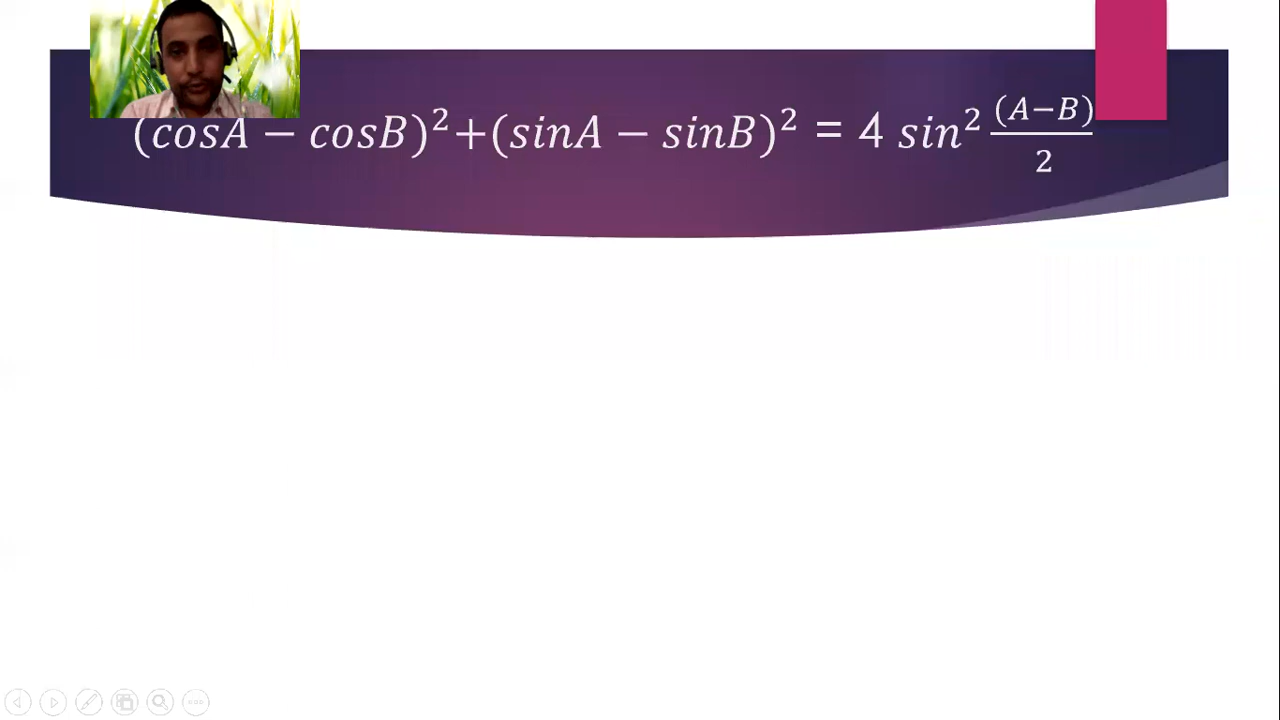 (cosA − cosB)²+(sinA − sinB)² = 4 sin² (A−B)/2